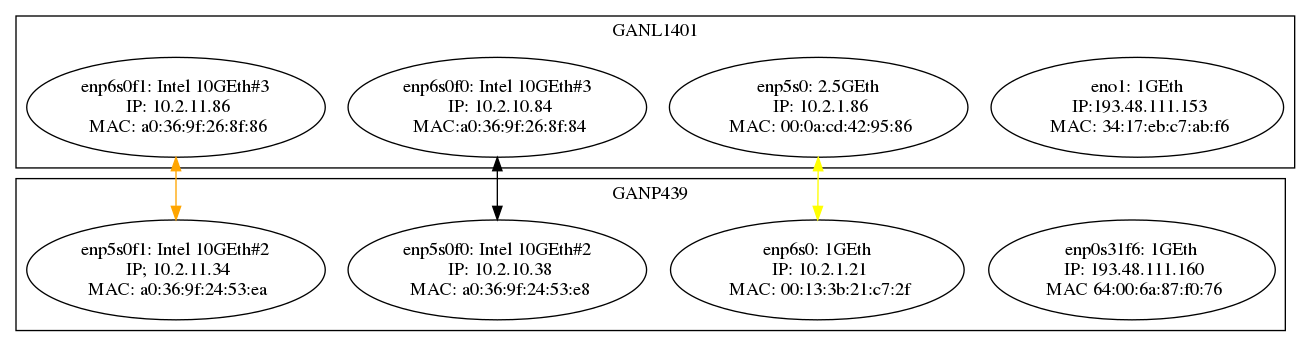 GANL1401
enp6s0f1: Intel 10GEth#3
IP: 10.2.11.86
MAC: a0:36:9f:26:8f:86
enp6s0f0: Intel 10GEth#3
IP: 10.2.10.84
MAC:a0:36:9f:26:8f:84
enp5s0: 2.5GEth
IP: 10.2.1.86
MAC: 00:0a:cd:42:95:86
eno1: 1GEth
IP:193.48.111.153
MAC: 34:17:eb:c7:ab:f6
GANP439
enp5s0f1: Intel 10GEth#2
IP; 10.2.11.34
MAC: a0:36:9f:24:53:ea
enp5s0f0: Intel 10GEth#2
IP: 10.2.10.38
MAC: a0:36:9f:24:53:e8
enp6s0: 1GEth
IP: 10.2.1.21
MAC: 00:13:3b:21:c7:2f
enp0s31f6: 1GEth
IP: 193.48.111.160
MAC 64:00:6a:87:f0:76